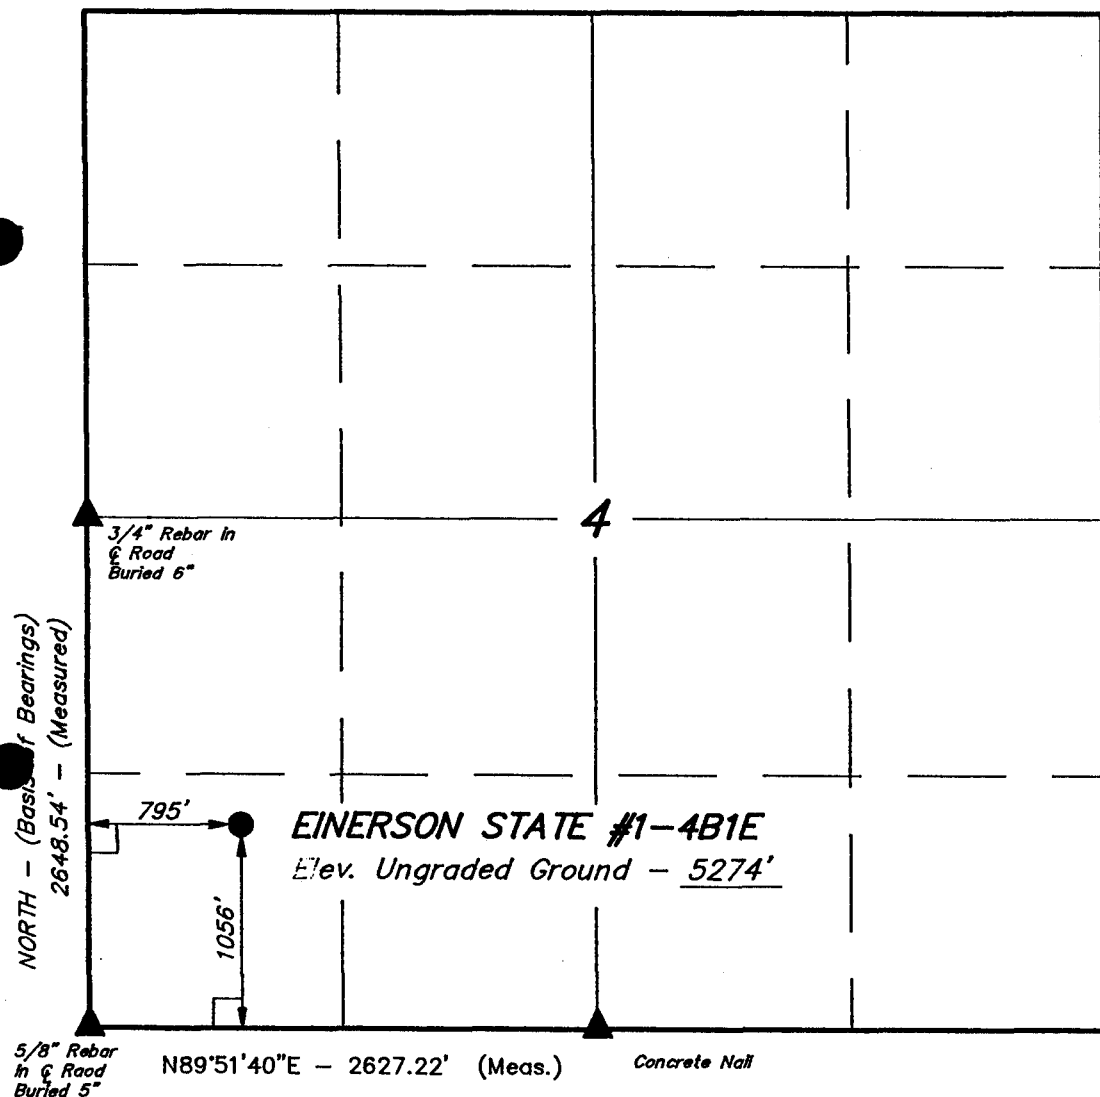 4
3/4" Rebar in
℄ Road
Buried 6"
NORTH - (Basis of Bearings)
2648.54' - (Measured)
795'
EINERSON STATE #1-4B1E
Elev. Ungraded Ground - 5274'
1056'
5/8" Rebar
In ℄ Raod
Buried 5"
N89°51'40"E - 2627.22' (Meas.)
Concrete Nail